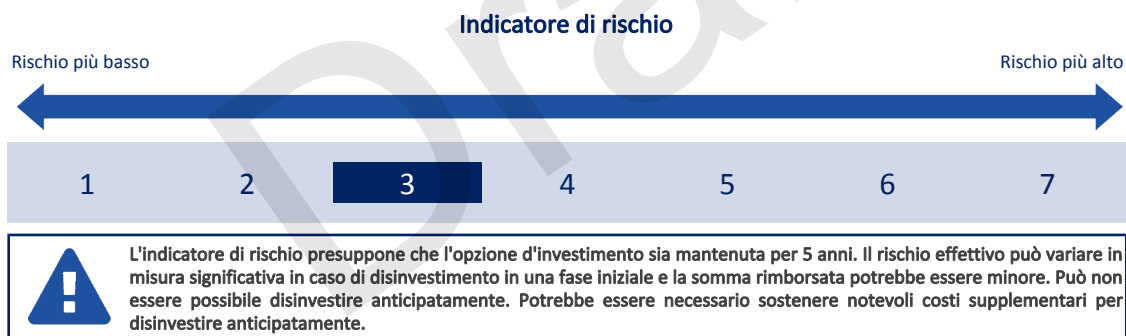 Indicatore di rischio
Rischio più basso
Rischio più alto
1 2 3 4 5 6 7
L'indicatore di rischio presuppone che l'opzione d'investimento sia mantenuta per 5 anni. Il rischio effettivo può variare in
misura significativa in caso di disinvestimento in una fase iniziale e la somma rimborsata potrebbe essere minore. Può non
essere possibile disinvestire anticipatamente. Potrebbe essere necessario sostenere notevoli costi supplementari per
disinvestire anticipatamente.